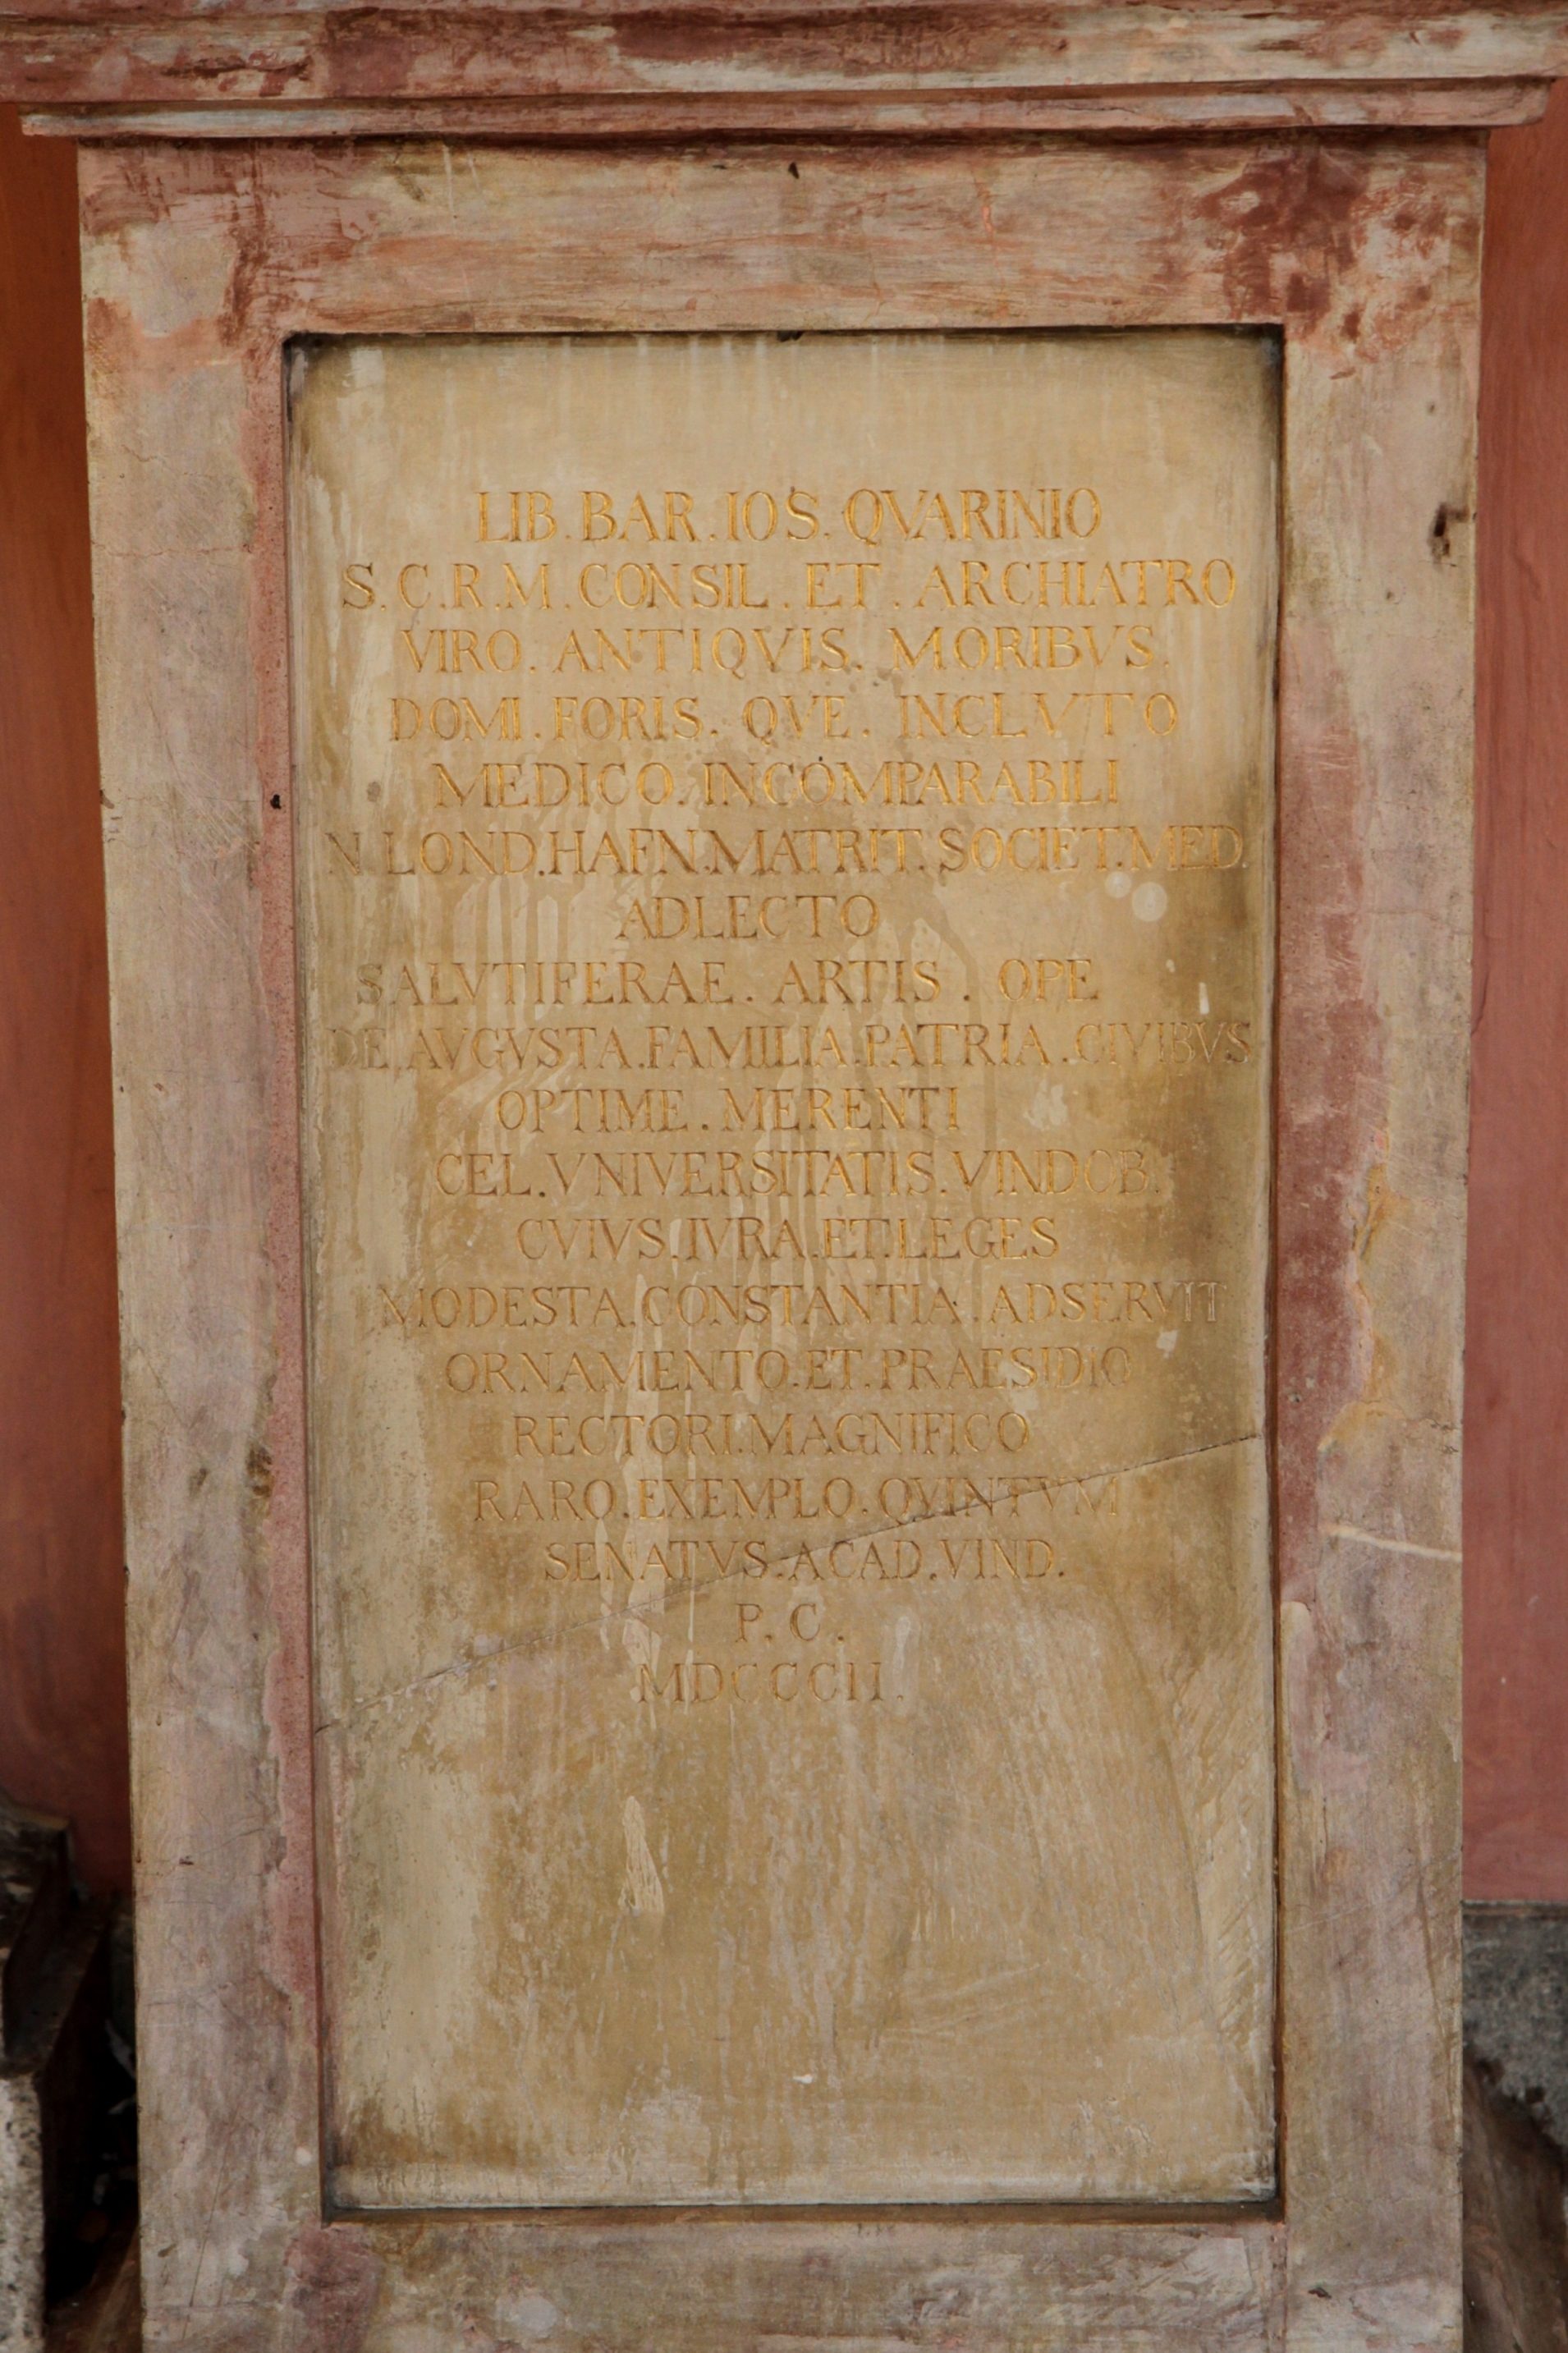 LIB. BAR. IOS. QVARINIO
S. C. R. M. CONSIL. ET. ARCHIATRO
VIRO. ANTIQVIS. MORIBVS.
DOMI. FORIS. QVE. INCLVTO
MEDICO. INCOMPARABILI
N LOND. HAFN. MATRIT. SOCIET. MED.
ADLECTO
SALVTIFERAE. ARTIS. OPE
DE AVGVSTA. FAMILIA. PATRIA. CIVIBVS
OPTIME. MERENTI
CEL. VNIVERSITATIS. VINDOB.
CVIVS. IVRA. ET. LEGES
MODESTA. CONSTANTIA. ADSERVIT
ORNAMENTO. ET. PRAESIDIO
RECTORI. MAGNIFICO
RARO. EXEMPLO. QVINTVM
SENATVS. ACAD. VIND.
P. C.
MDCCCII.